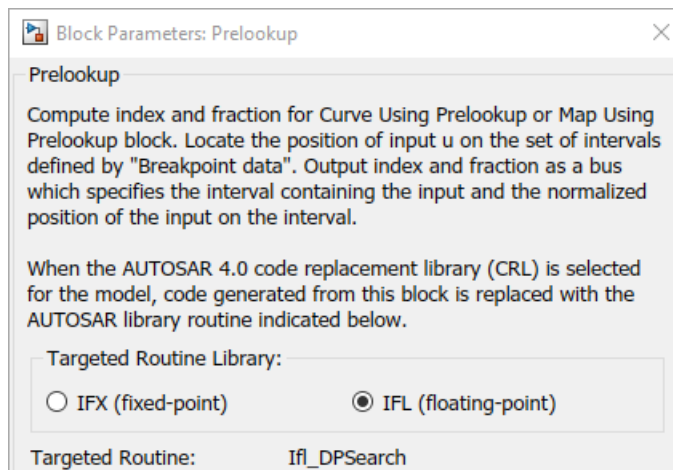 Block Parameters: Prelookup
Prelookup
Compute index and fraction for Curve Using Prelookup or Map Using
Prelookup block. Locate the position of input u on the set of intervals
defined by "Breakpoint data". Output index and fraction as a bus
which specifies the interval containing the input and the normalized
position of the input on the interval.
When the AUTOSAR 4.0 code replacement library (CRL) is selected
for the model, code generated from this block is replaced with the
AUTOSAR library routine indicated below.
Targeted Routine Library:
IFX (fixed-point) IFL (floating-point)
Targeted Routine: Ifl_DPSearch